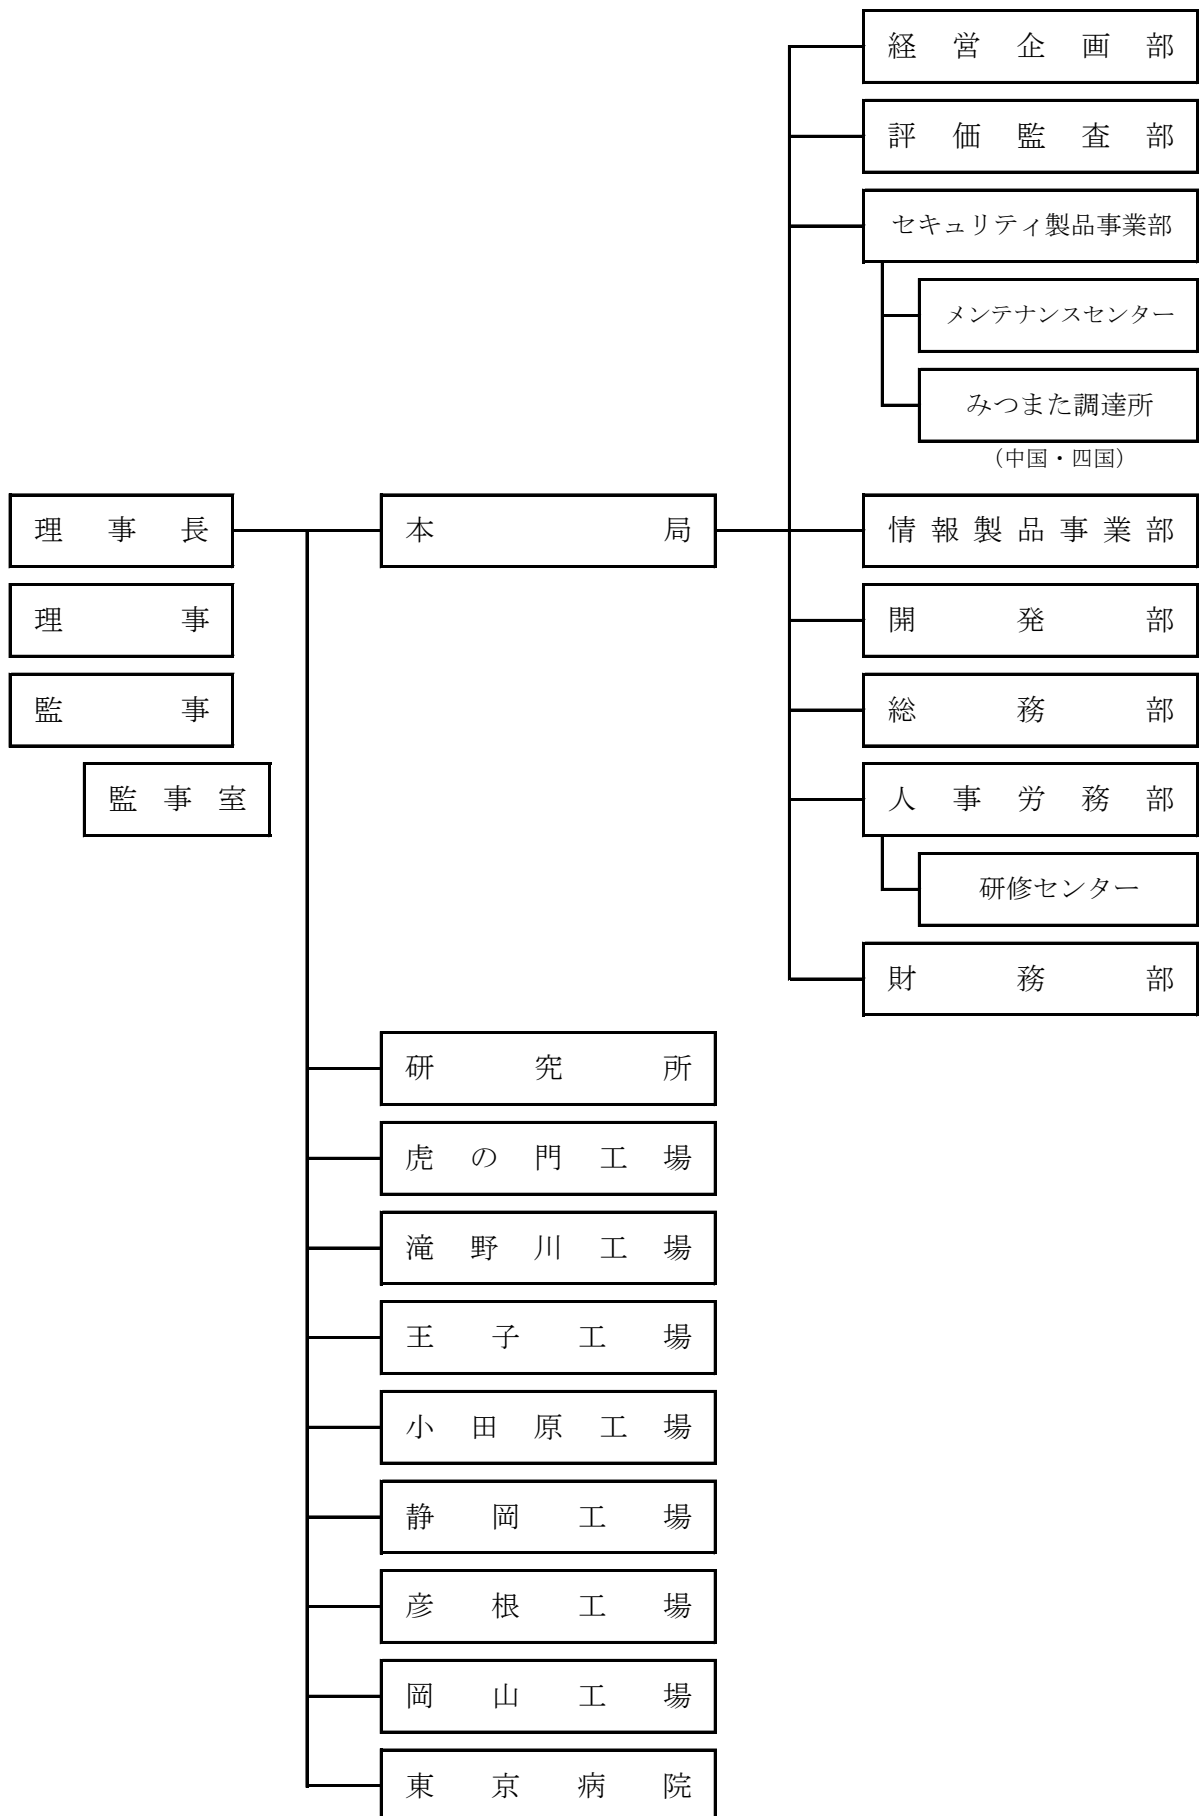 経営企画部
評価監査部
セキュリティ製品事業部
メンテナンスセンター
みつまた調達所
（中国・四国）
理事長
本局
情報製品事業部
理事
開発部
監事
総務部
監事室
人事労務部
研修センター
財務部
研究所
虎の門工場
滝野川工場
王子工場
小田原工場
静岡工場
彦根工場
岡山工場
東京病院